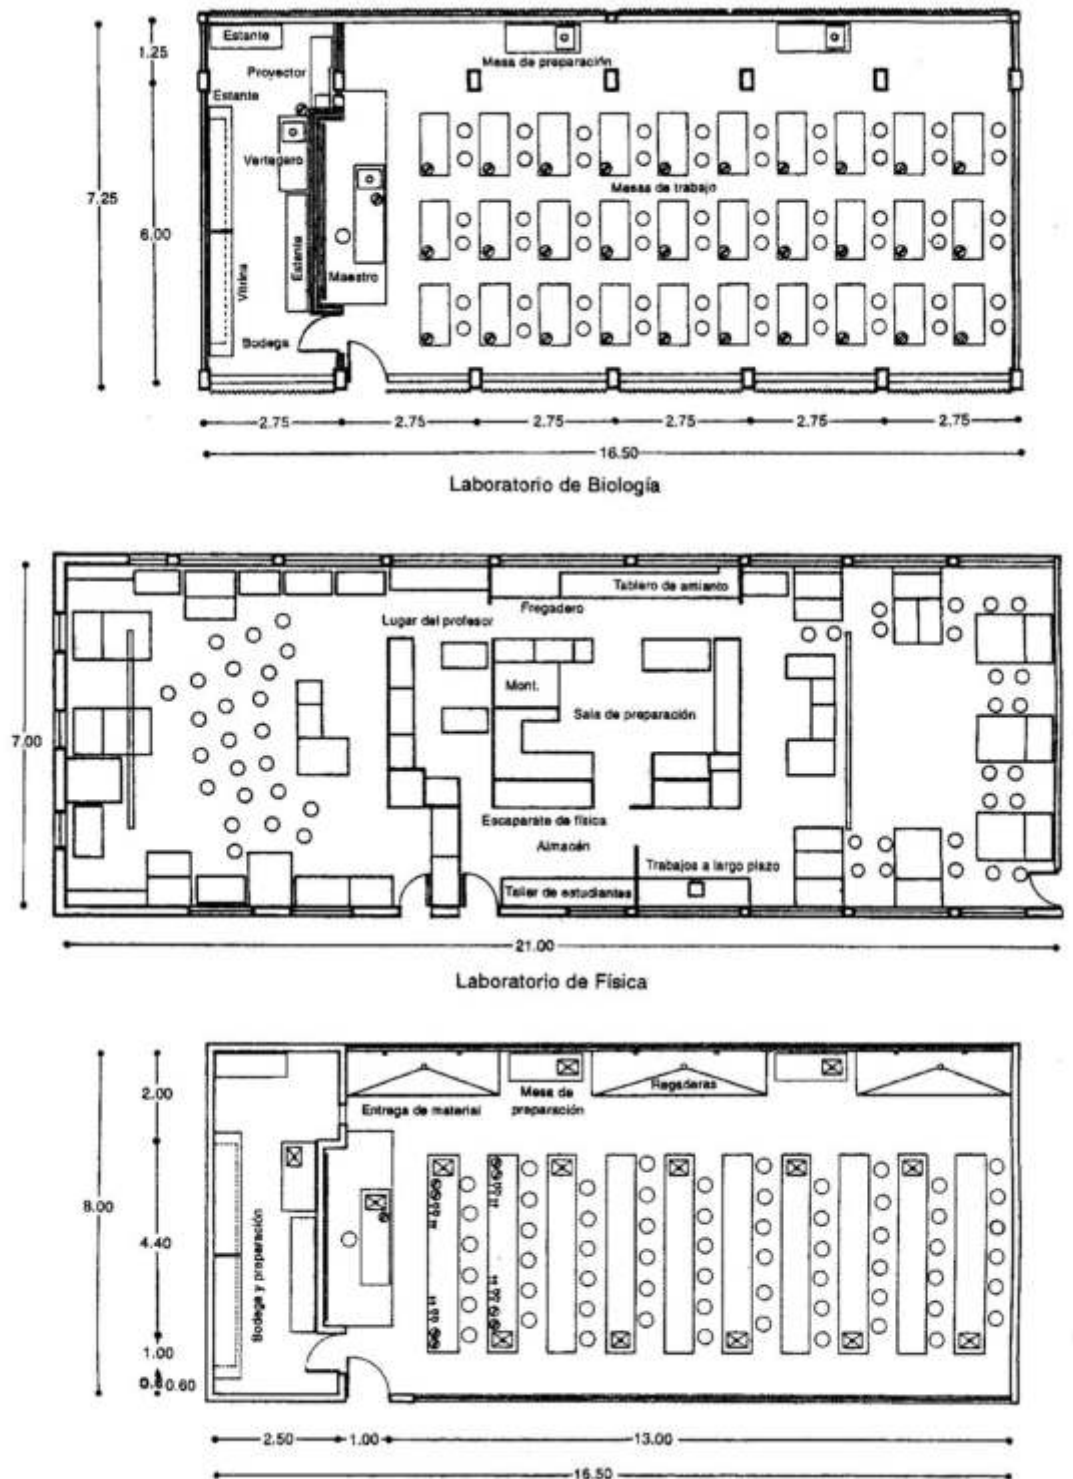 Estante
1.25
Proyector
Mesa de preparación
Estante
Vertedero
Mesas de trabajo
7.25
6.00
Estante
Maestro
Vitrina
Bodega
2.75
2.75
2.75
2.75
2.75
2.75
16.50
Laboratorio de Biología
Tablero de amianto
Fregadero
Lugar del profesor
Mont.
Sala de preparación
7.00
Escaparate de física
Almacén
Trabajos a largo plazo
Taller de estudiantes
21.00
Laboratorio de Física
2.00
Entrega de material
Mesa de
preparación
Regaderas
8.00
4.40
Bodega y preparación
1.00
0.60
2.50
1.00
13.00
16.50